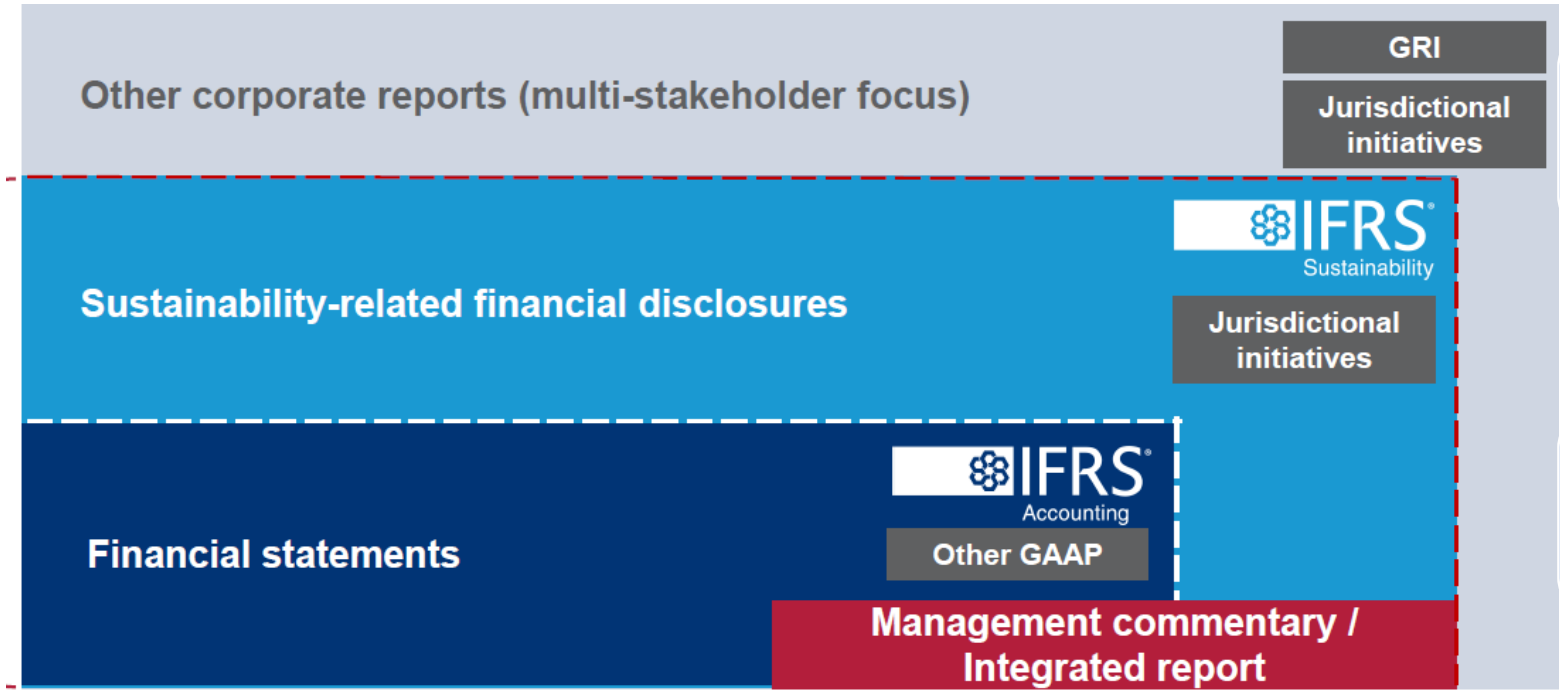 GRI
Other corporate reports (multi-stakeholder focus)
Jurisdictional
initiatives
IFRS®
Sustainability
Sustainability-related financial disclosures
Jurisdictional
initiatives
IFRS®
Accounting
Financial statements
Other GAAP
Management commentary /
Integrated report